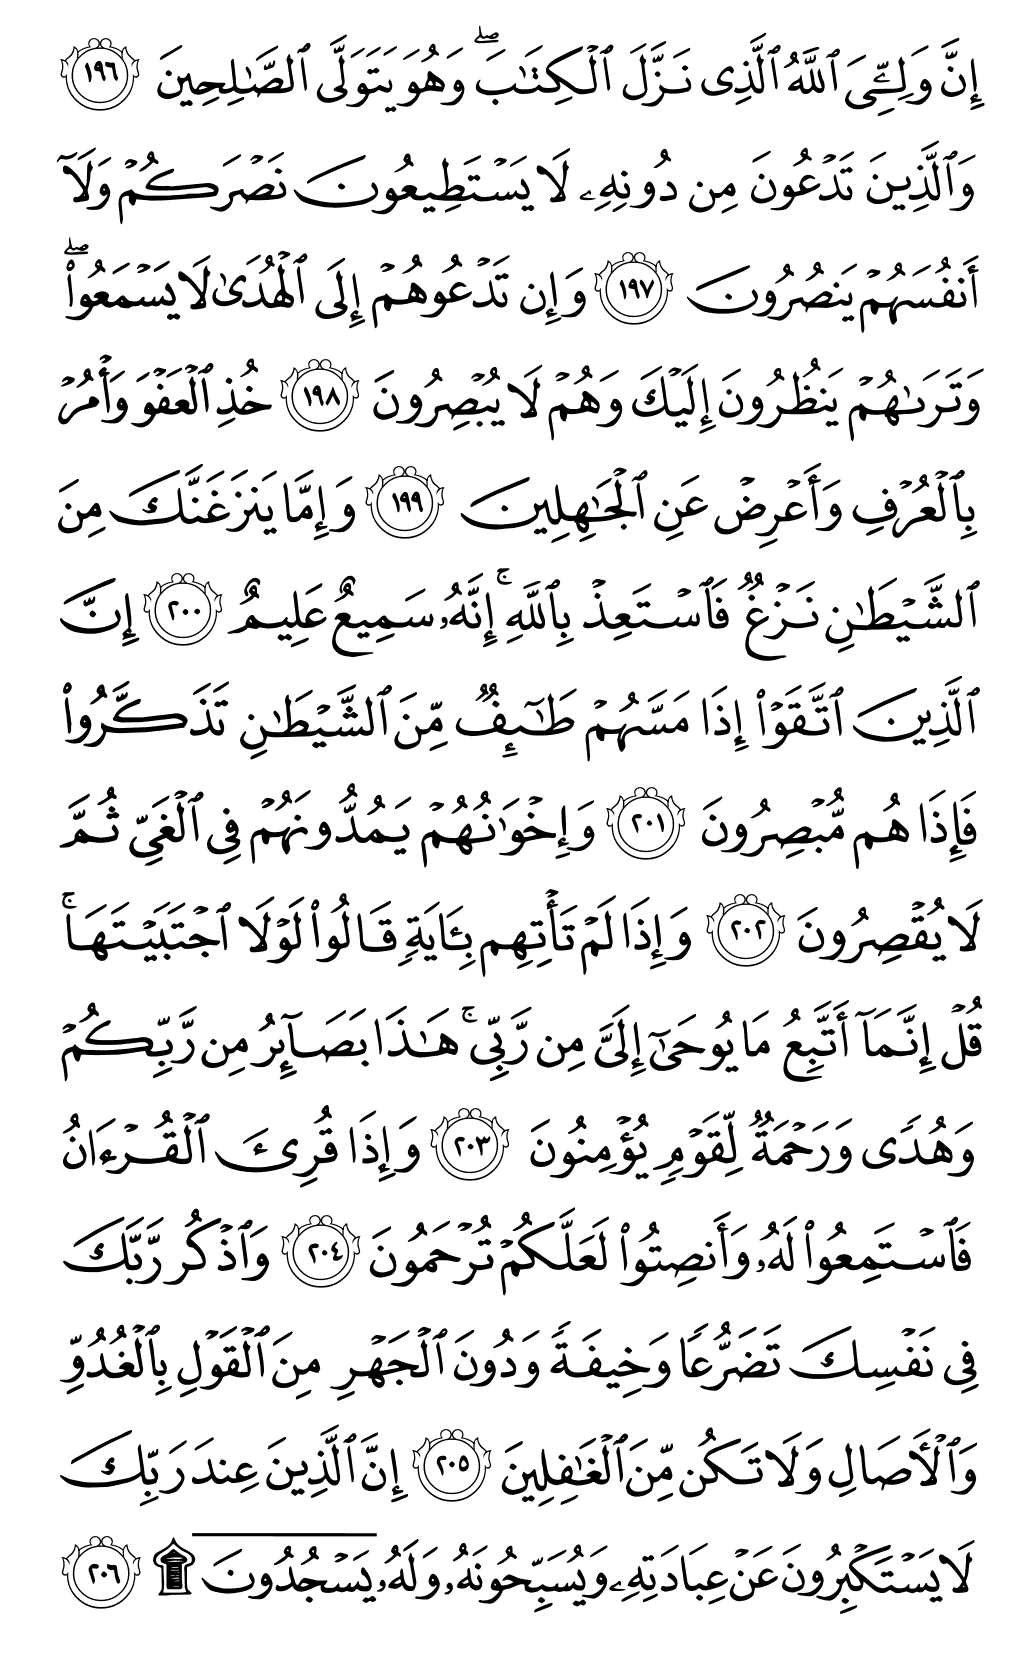 إِنَّ وَلِـِّۧيَ ٱللَّهُ ٱلَّذِى نَزَّلَ ٱلْكِتَـٰبَ ۖ وَهُوَ يَتَوَلَّى ٱلصَّـٰلِحِينَ ١٩٦
وَٱلَّذِينَ تَدْعُونَ مِن دُونِهِۦ لَا يَسْتَطِيعُونَ نَصْرَكُمْ وَلَآ
أَنفُسَهُمْ يَنصُرُونَ ١٩٧ وَإِن تَدْعُوهُمْ إِلَى ٱلْهُدَىٰ لَا يَسْمَعُوا۟ ۖ
وَتَرَىٰهُمْ يَنظُرُونَ إِلَيْكَ وَهُمْ لَا يُبْصِرُونَ ١٩٨ خُذِ ٱلْعَفْوَ وَأْمُرْ
بِٱلْعُرْفِ وَأَعْرِضْ عَنِ ٱلْجَـٰهِلِينَ ١٩٩ وَإِمَّا يَنزَغَنَّكَ مِنَ
ٱلشَّيْطَـٰنِ نَزْغٌ فَٱسْتَعِذْ بِٱللَّهِ ۚ إِنَّهُۥ سَمِيعٌ عَلِيمٌ ٢٠٠ إِنَّ
ٱلَّذِينَ ٱتَّقَوْا۟ إِذَا مَسَّهُمْ طَـٰٓئِفٌ مِّنَ ٱلشَّيْطَـٰنِ تَذَكَّرُوا۟
فَإِذَا هُم مُّبْصِرُونَ ٢٠١ وَإِخْوَٰنُهُمْ يَمُدُّونَهُمْ فِى ٱلْغَىِّ ثُمَّ
لَا يُقْصِرُونَ ٢٠٢ وَإِذَا لَمْ تَأْتِهِم بِـَٔايَةٍ قَالُوا۟ لَوْلَا ٱجْتَبَيْتَهَا ۚ
قُلْ إِنَّمَآ أَتَّبِعُ مَا يُوحَىٰٓ إِلَىَّ مِن رَّبِّى ۚ هَـٰذَا بَصَآئِرُ مِن رَّبِّكُمْ
وَهُدًى وَرَحْمَةٌ لِّقَوْمٍ يُؤْمِنُونَ ٢٠٣ وَإِذَا قُرِئَ ٱلْقُرْءَانُ
فَٱسْتَمِعُوا۟ لَهُۥ وَأَنصِتُوا۟ لَعَلَّكُمْ تُرْحَمُونَ ٢٠٤ وَٱذْكُر رَّبَّكَ
فِى نَفْسِكَ تَضَرُّعًا وَخِيفَةً وَدُونَ ٱلْجَهْرِ مِنَ ٱلْقَوْلِ بِٱلْغُدُوِّ
وَٱلْـَٔاصَالِ وَلَا تَكُن مِّنَ ٱلْغَـٰفِلِينَ ٢٠٥ إِنَّ ٱلَّذِينَ عِندَ رَبِّكَ
لَا يَسْتَكْبِرُونَ عَنْ عِبَادَتِهِۦ وَيُسَبِّحُونَهُۥ وَلَهُۥ يَسْجُدُونَ ۩ ٢٠٦